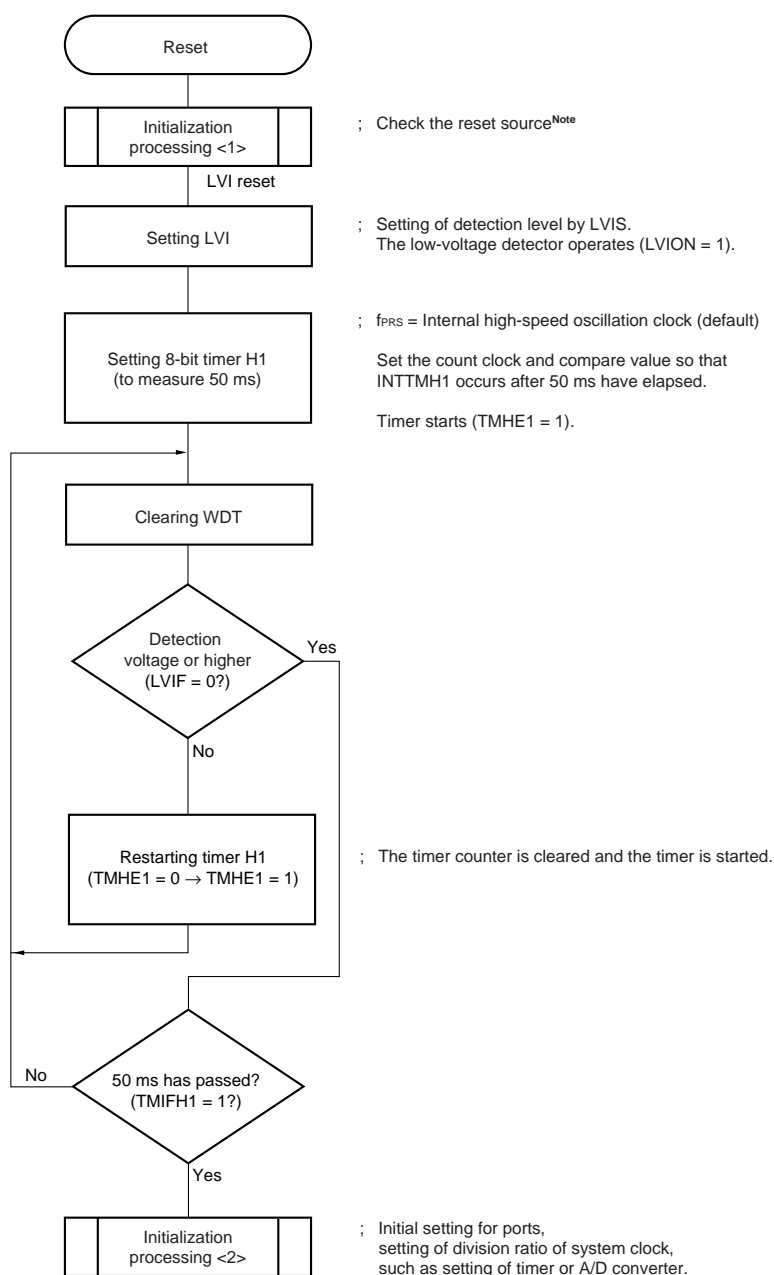 Reset
Initialization
processing <1>
; Check the reset sourceNote
LVI reset
Setting LVI
; Setting of detection level by LVIS.
The low-voltage detector operates (LVION = 1).
Setting 8-bit timer H1
(to measure 50 ms)
; fPRS = Internal high-speed oscillation clock (default)
Set the count clock and compare value so that
INTTMH1 occurs after 50 ms have elapsed.
Timer starts (TMHE1 = 1).
Clearing WDT
Detection
voltage or higher
(LVIF = 0?)
Yes
No
Restarting timer H1
(TMHE1 = 0 → TMHE1 = 1)
; The timer counter is cleared and the timer is started.
50 ms has passed?
(TMIFH1 = 1?)
No
Yes
Initialization
processing <2>
; Initial setting for ports,
setting of division ratio of system clock,
such as setting of timer or A/D converter.